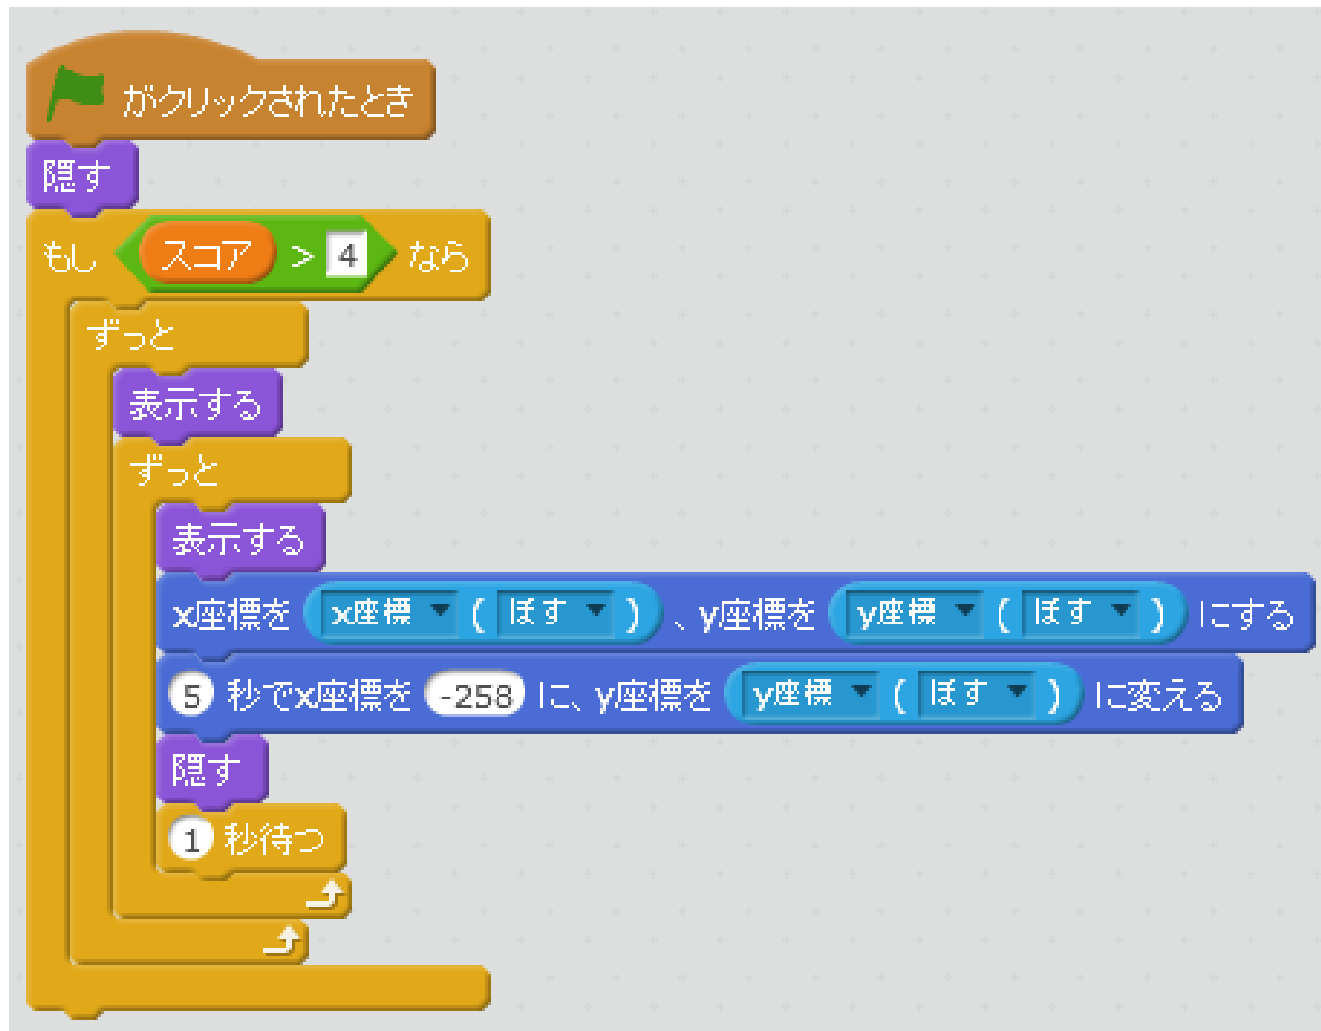 がクリックされたとき
隠す
もし スコア > 4 なら
ずっと
表示する
ずっと
表示する
x座標を x座標 ( ぼす ) 、y座標を y座標 ( ぼす ) にする
5 秒でx座標を -258 に、y座標を y座標 ( ぼす ) に変える
隠す
1 秒待つ